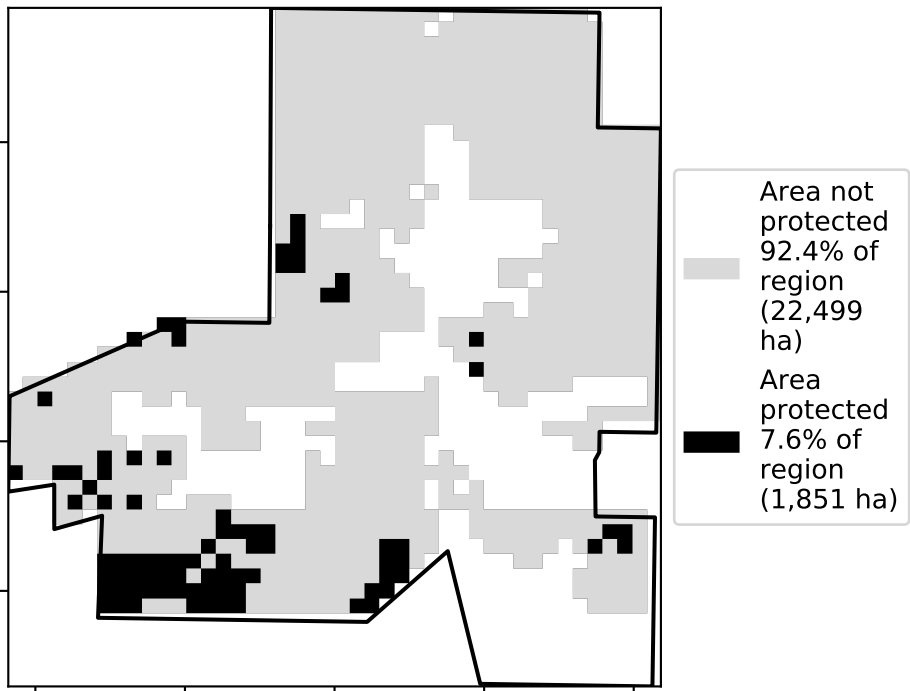 Area not
protected
92.4% of
region
(22,499
ha)
Area
protected
7.6% of
region
(1,851 ha)